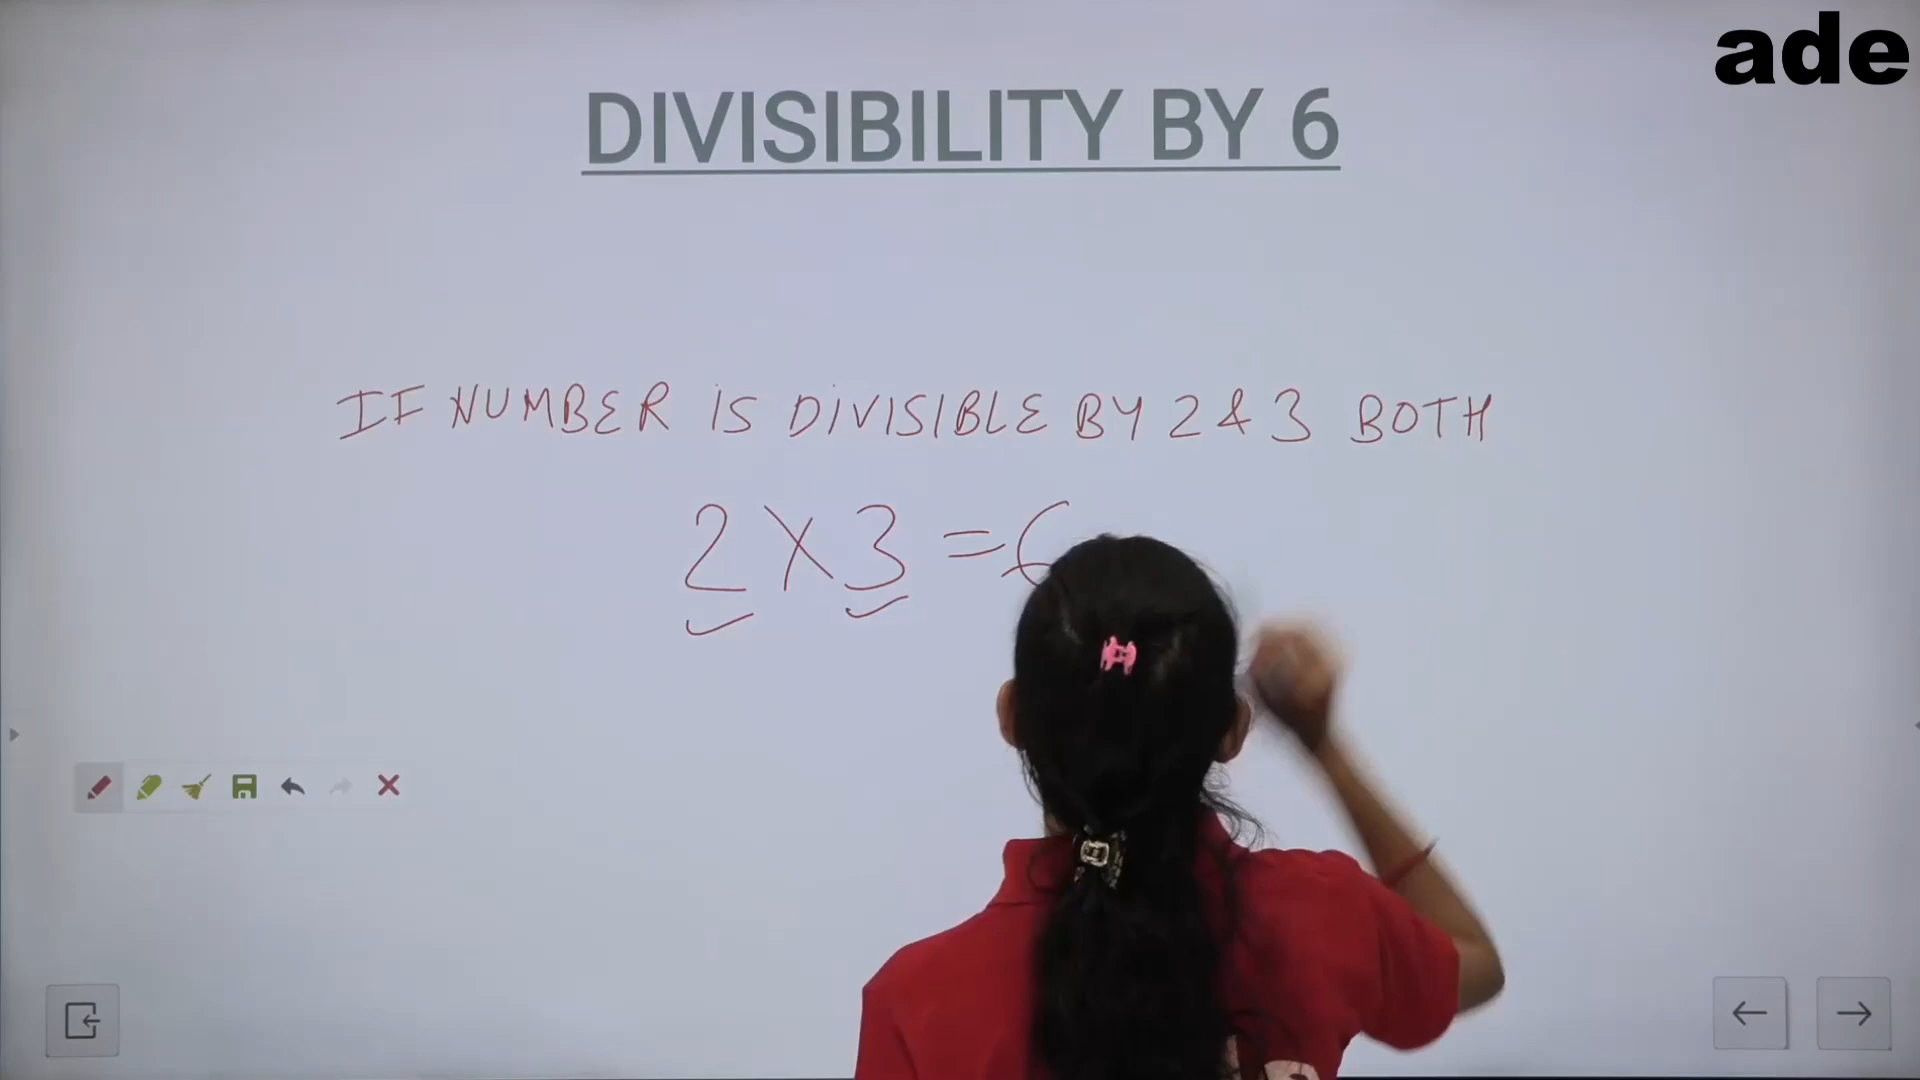 ade
DIVISIBILITY BY 6
IF NUMBER IS DIVISIBLE BY 2 & 3 BOTH
2 X 3 = 6